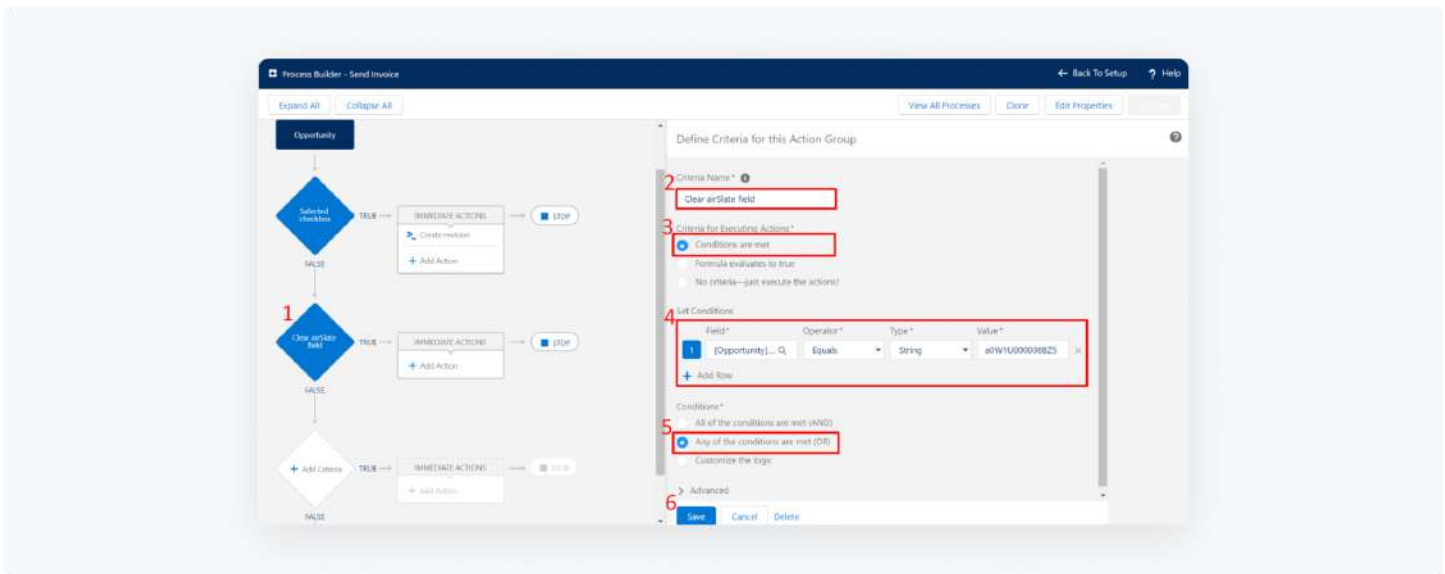 Process Builder - Send Invoice
← Back To Setup ? Help
Expand All Collapse All
View All Processes Clone Edit Properties
Opportunity
Define Criteria for this Action Group
2 Criteria Name*
Clear airSlate field
Selected checkbox TRUE IMMEDIATE ACTIONS STOP
Create revision
+ Add Action
FALSE
3 Criteria for Executing Actions*
Conditions are met
Formula evaluates to true
No criteria—just execute the actions!
1
Clear airSlate field TRUE IMMEDIATE ACTIONS STOP
+ Add Action
FALSE
4 Set Conditions
Field* Operator* Type* Value*
1 [Opportunity]... Equals String
+ Add Row
Conditions*
All of the conditions are met (AND)
5 Any of the conditions are met (OR)
Customize the logic
+ Add Criteria TRUE IMMEDIATE ACTIONS STOP
+ Add Action
FALSE
> Advanced
6 Save Cancel Delete